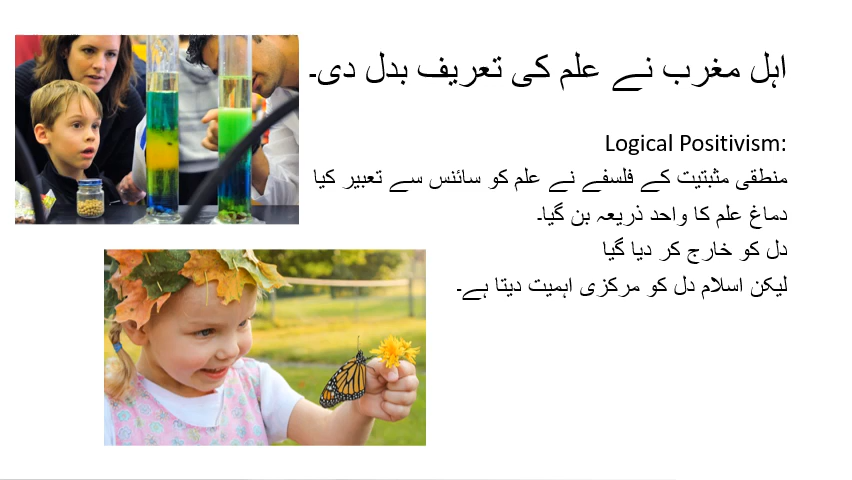 اہل مغرب نے علم کی تعریف بدل دی۔
Logical Positivism:
منطقی مثبتیت کے فلسفے نے علم کو سائنس سے تعبیر کیا
دماغ علم کا واحد ذریعہ بن گیا۔
دل کو خارج کر دیا گیا
لیکن اسلام دل کو مرکزی اہمیت دیتا ہے۔